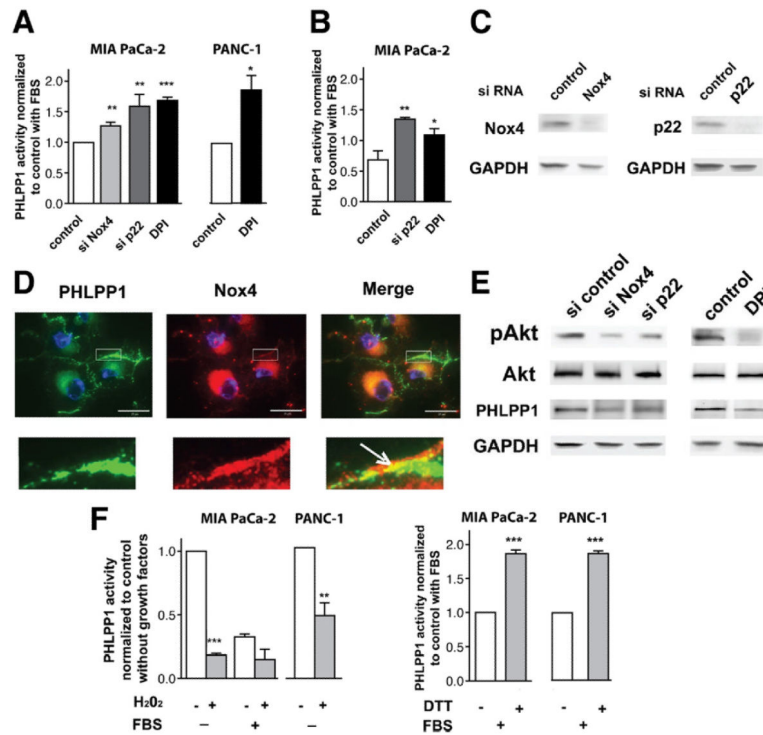 A
MIA PaCa-2 PANC-1
PHLPP1 activity normalized
to control with FBS
2.0
1.5
1.0
0.5
0.0
** ** *** *
control si Nox4 si p22 DPI control DPI
B
MIA PaCa-2
PHLPP1 activity normalized
to control with FBS
2.0
1.5
1.0
0.5
0.0
** *
control si p22 DPI
C
si RNA control Nox4
Nox4
GAPDH
si RNA control p22
p22
GAPDH
D
PHLPP1 Nox4 Merge
E
si control si Nox4 si p22 control DPI
pAkt
Akt
PHLPP1
GAPDH
F
MIA PaCa-2 PANC-1
PHLPP1 activity
normalized to control
without growth factors
1.0
0.5
0.0
*** **
H2O2 - + - + - +
FBS – + –
MIA PaCa-2 PANC-1
PHLPP1 activity normalized
to control with FBS
2.0
1.5
1.0
0.5
0.0
*** ***
DTT - + - +
FBS + +